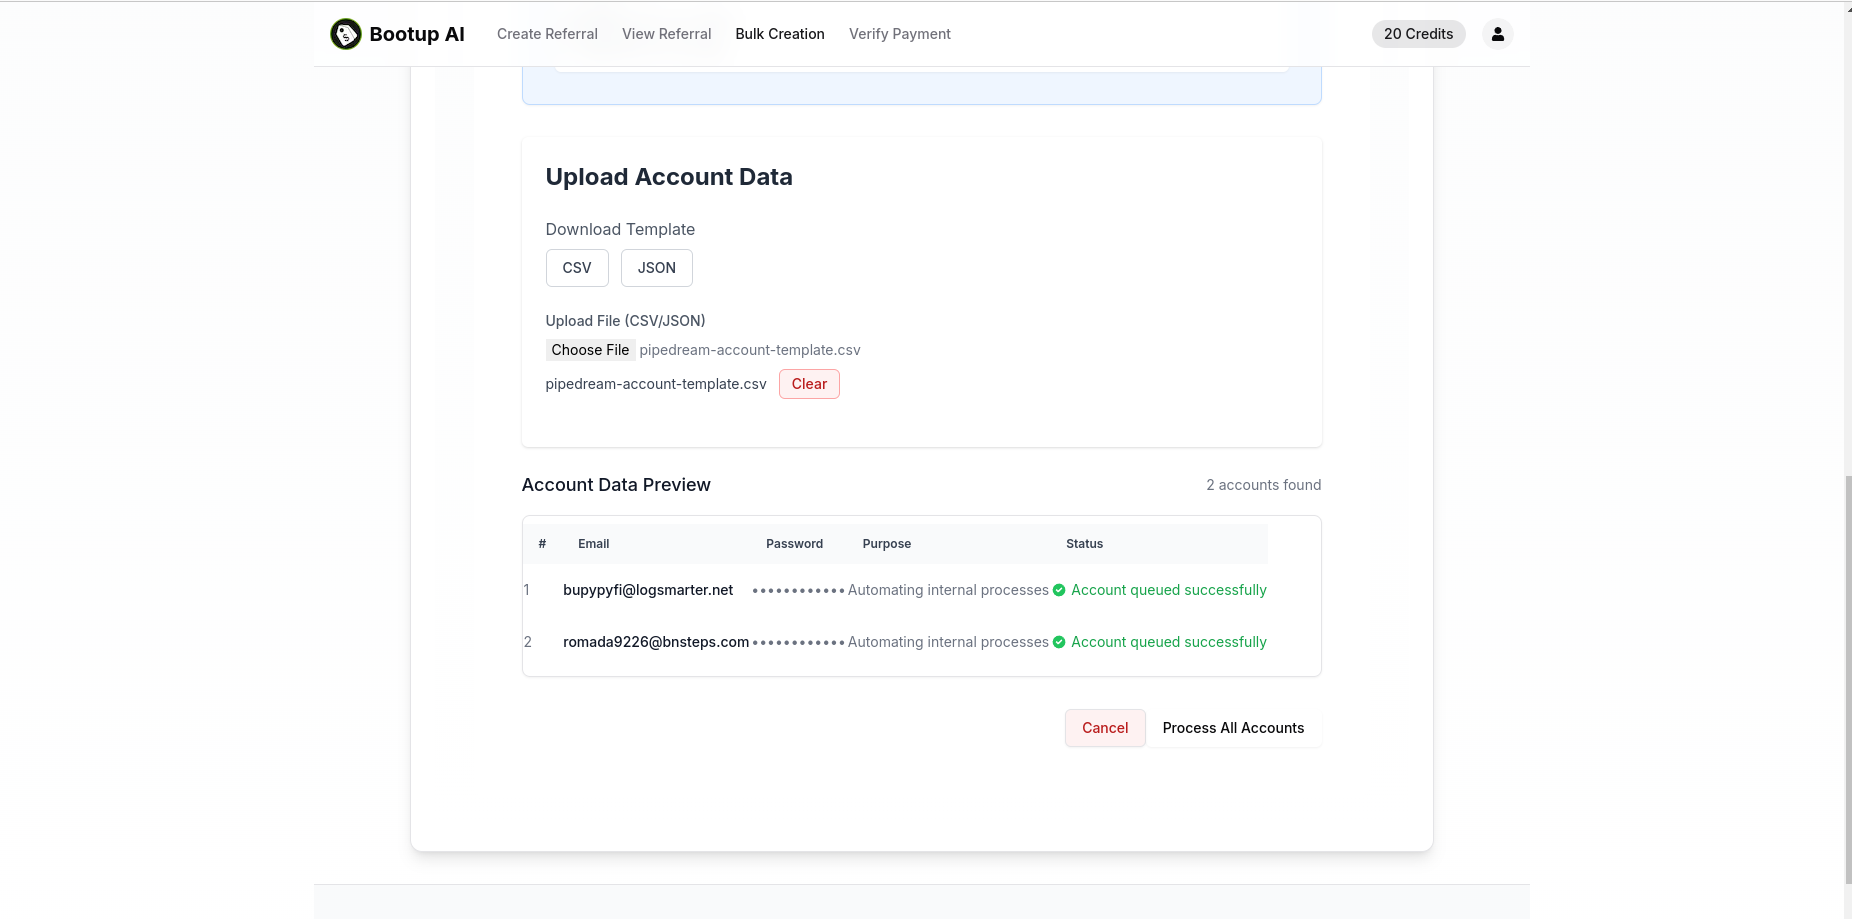 Bootup AI Create Referral View Referral Bulk Creation Verify Payment 20 Credits
Upload Account Data
Download Template
CSV JSON
Upload File (CSV/JSON)
Choose File pipedream-account-template.csv
pipedream-account-template.csv Clear
Account Data Preview 2 accounts found
# Email Password Purpose Status
1 bupypyfi@logsmarter.net •••••••••••• Automating internal processes Account queued successfully
2 romada9226@bnsteps.com •••••••••••• Automating internal processes Account queued successfully
Cancel Process All Accounts